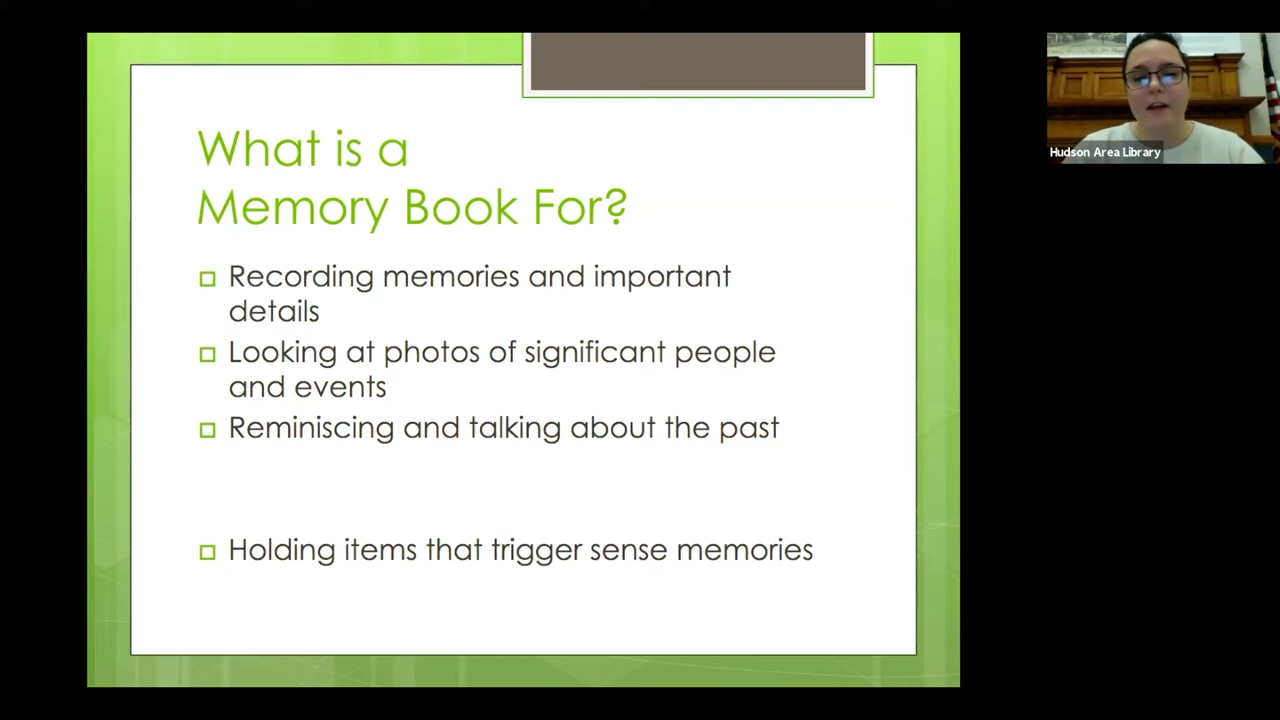 What is a
Memory Book For?
Recording memories and important
details
Looking at photos of significant people
and events
Reminiscing and talking about the past
Holding items that trigger sense memories
Hudson Area Library